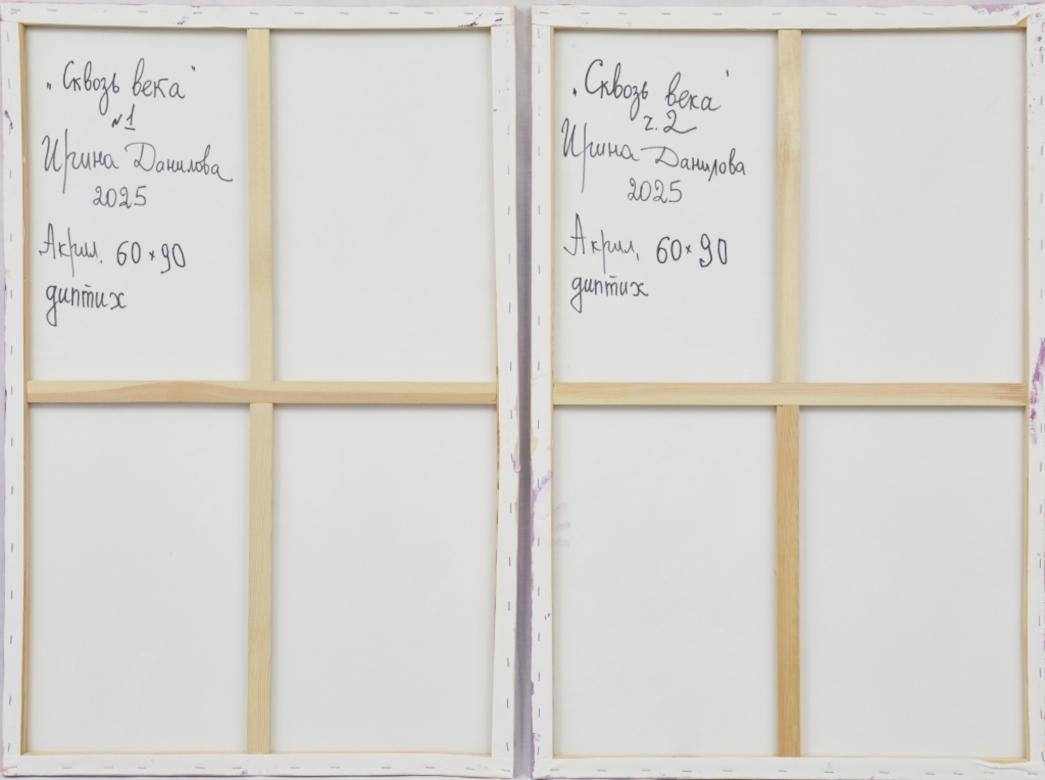 „Сквозь века"
№1
Ирина Данилова
2025
Акрил, 60×90
диптих
„Сквозь века"
ч.2
Ирина Данилова
2025
Акрил, 60×90
диптих